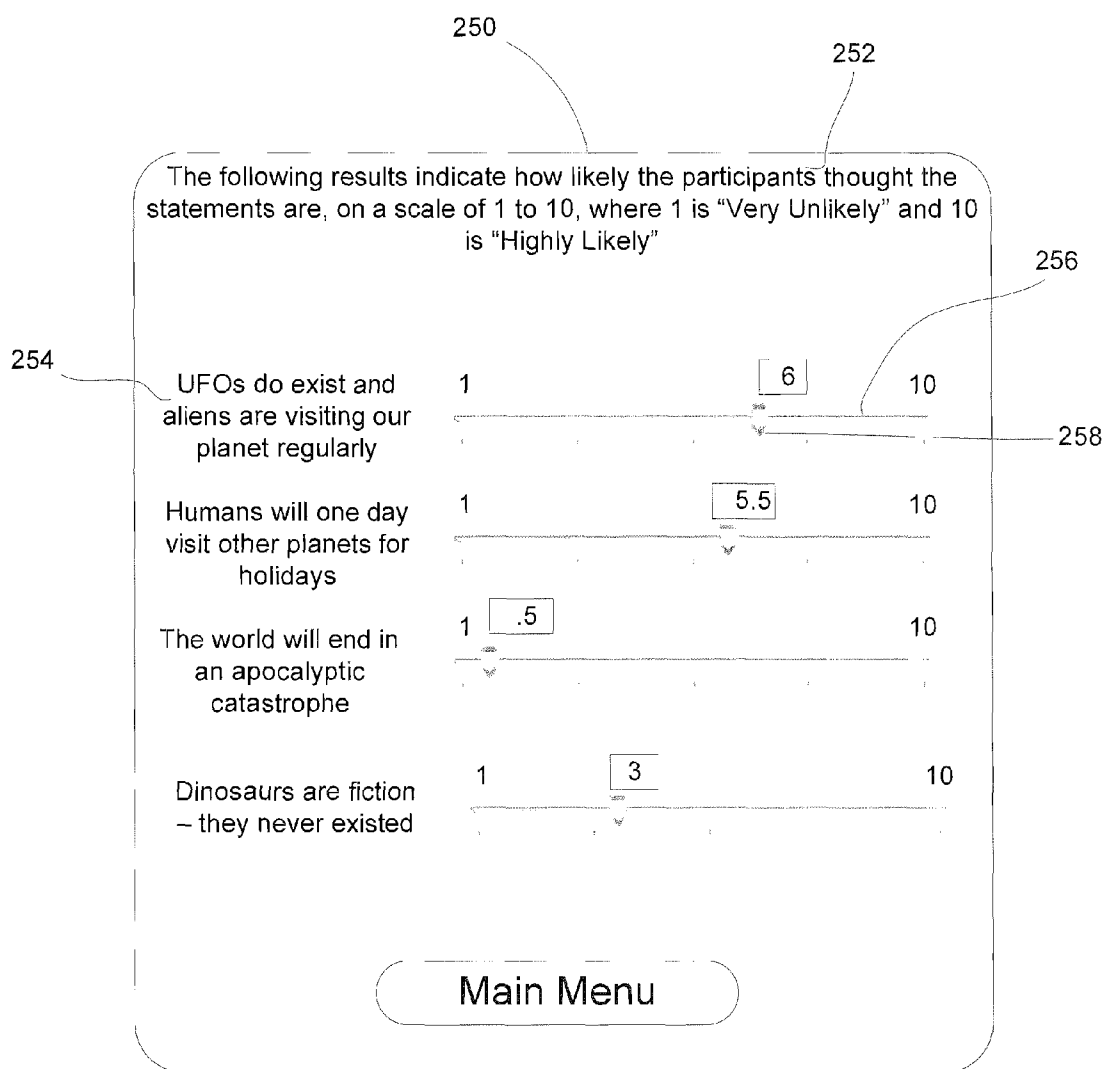 250
252
The following results indicate how likely the participants thought the
statements are, on a scale of 1 to 10, where 1 is “Very Unlikely” and 10
is “Highly Likely”
256
254
UFOs do exist and
aliens are visiting our
planet regularly
1 6 10
258
Humans will one day
visit other planets for
holidays
1 5.5 10
The world will end in
an apocalyptic
catastrophe
1 .5 10
Dinosaurs are fiction
– they never existed
1 3 10
Main Menu